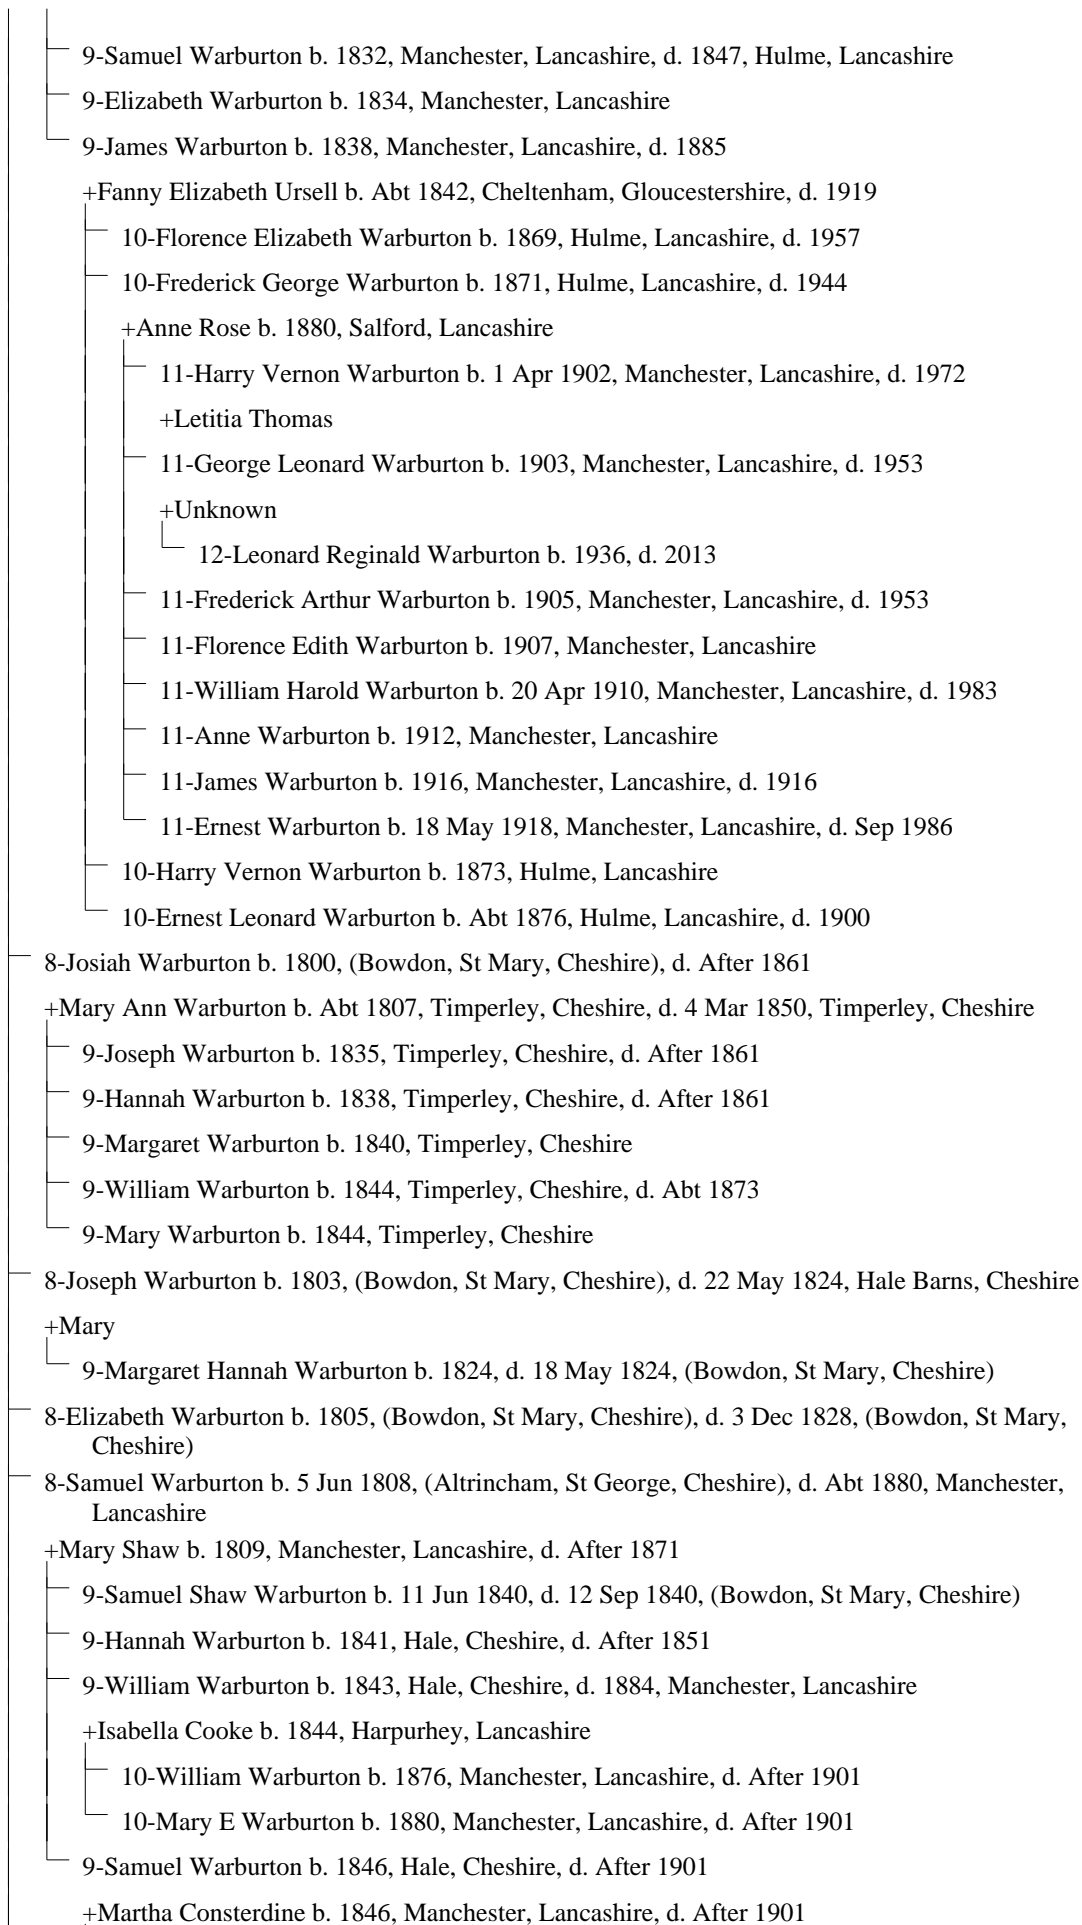 9-Samuel Warburton b. 1832, Manchester, Lancashire, d. 1847, Hulme, Lancashire
9-Elizabeth Warburton b. 1834, Manchester, Lancashire
9-James Warburton b. 1838, Manchester, Lancashire, d. 1885
+Fanny Elizabeth Ursell b. Abt 1842, Cheltenham, Gloucestershire, d. 1919
10-Florence Elizabeth Warburton b. 1869, Hulme, Lancashire, d. 1957
10-Frederick George Warburton b. 1871, Hulme, Lancashire, d. 1944
+Anne Rose b. 1880, Salford, Lancashire
11-Harry Vernon Warburton b. 1 Apr 1902, Manchester, Lancashire, d. 1972
+Letitia Thomas
11-George Leonard Warburton b. 1903, Manchester, Lancashire, d. 1953
+Unknown
12-Leonard Reginald Warburton b. 1936, d. 2013
11-Frederick Arthur Warburton b. 1905, Manchester, Lancashire, d. 1953
11-Florence Edith Warburton b. 1907, Manchester, Lancashire
11-William Harold Warburton b. 20 Apr 1910, Manchester, Lancashire, d. 1983
11-Anne Warburton b. 1912, Manchester, Lancashire
11-James Warburton b. 1916, Manchester, Lancashire, d. 1916
11-Ernest Warburton b. 18 May 1918, Manchester, Lancashire, d. Sep 1986
10-Harry Vernon Warburton b. 1873, Hulme, Lancashire
10-Ernest Leonard Warburton b. Abt 1876, Hulme, Lancashire, d. 1900
8-Josiah Warburton b. 1800, (Bowdon, St Mary, Cheshire), d. After 1861
+Mary Ann Warburton b. Abt 1807, Timperley, Cheshire, d. 4 Mar 1850, Timperley, Cheshire
9-Joseph Warburton b. 1835, Timperley, Cheshire, d. After 1861
9-Hannah Warburton b. 1838, Timperley, Cheshire, d. After 1861
9-Margaret Warburton b. 1840, Timperley, Cheshire
9-William Warburton b. 1844, Timperley, Cheshire, d. Abt 1873
9-Mary Warburton b. 1844, Timperley, Cheshire
8-Joseph Warburton b. 1803, (Bowdon, St Mary, Cheshire), d. 22 May 1824, Hale Barns, Cheshire
+Mary
9-Margaret Hannah Warburton b. 1824, d. 18 May 1824, (Bowdon, St Mary, Cheshire)
8-Elizabeth Warburton b. 1805, (Bowdon, St Mary, Cheshire), d. 3 Dec 1828, (Bowdon, St Mary,
Cheshire)
8-Samuel Warburton b. 5 Jun 1808, (Altrincham, St George, Cheshire), d. Abt 1880, Manchester,
Lancashire
+Mary Shaw b. 1809, Manchester, Lancashire, d. After 1871
9-Samuel Shaw Warburton b. 11 Jun 1840, d. 12 Sep 1840, (Bowdon, St Mary, Cheshire)
9-Hannah Warburton b. 1841, Hale, Cheshire, d. After 1851
9-William Warburton b. 1843, Hale, Cheshire, d. 1884, Manchester, Lancashire
+Isabella Cooke b. 1844, Harpurhey, Lancashire
10-William Warburton b. 1876, Manchester, Lancashire, d. After 1901
10-Mary E Warburton b. 1880, Manchester, Lancashire, d. After 1901
9-Samuel Warburton b. 1846, Hale, Cheshire, d. After 1901
+Martha Consterdine b. 1846, Manchester, Lancashire, d. After 1901